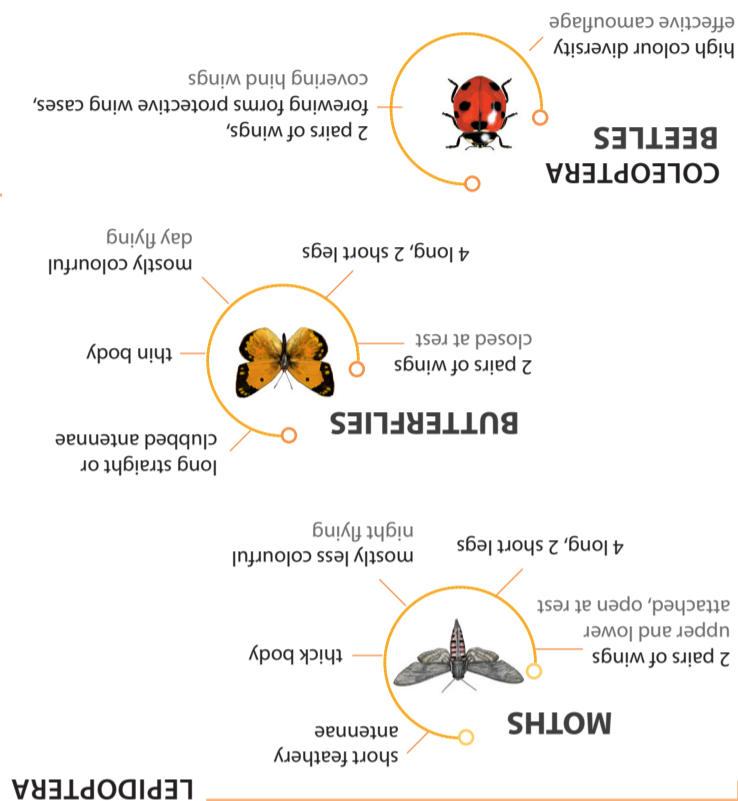 LEPIDOPTERA
MOTHS
short feathery
antennae
thick body
2 pairs of wings
upper and lower
attached, open at rest
4 long, 2 short legs
mostly less colourful
night flying
BUTTERFLIES
long straight or
clubbed antennae
2 pairs of wings
closed at rest
thin body
4 long, 2 short legs
mostly colourful
day flying
COLEOPTERA
BEETLES
2 pairs of wings,
forewing forms protective wing cases,
covering hind wings
high colour diversity
effective camouflage